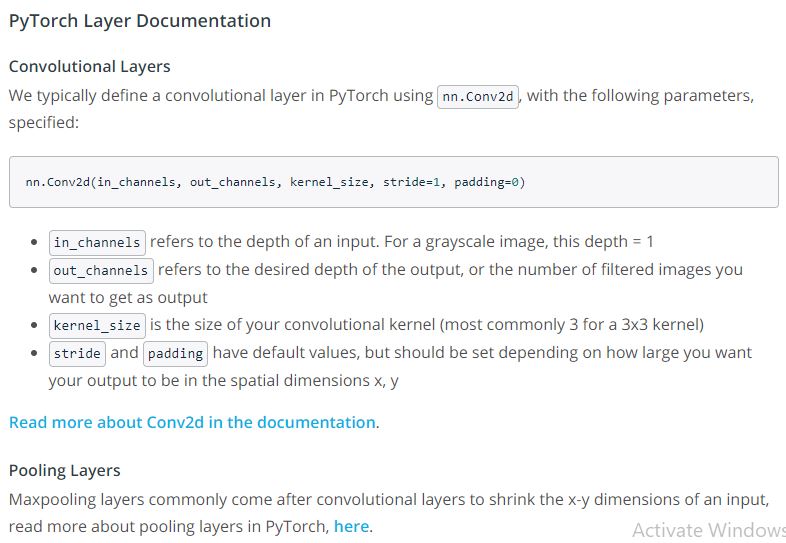 PyTorch Layer Documentation
Convolutional Layers
We typically define a convolutional layer in PyTorch using nn.Conv2d, with the following parameters,
specified:
nn.Conv2d(in_channels, out_channels, kernel_size, stride=1, padding=0)
• in_channels refers to the depth of an input. For a grayscale image, this depth = 1
• out_channels refers to the desired depth of the output, or the number of filtered images you
want to get as output
• kernel_size is the size of your convolutional kernel (most commonly 3 for a 3x3 kernel)
• stride and padding have default values, but should be set depending on how large you want
your output to be in the spatial dimensions x, y
Read more about Conv2d in the documentation.
Pooling Layers
Maxpooling layers commonly come after convolutional layers to shrink the x-y dimensions of an input,
read more about pooling layers in PyTorch, here.
Activate Windows